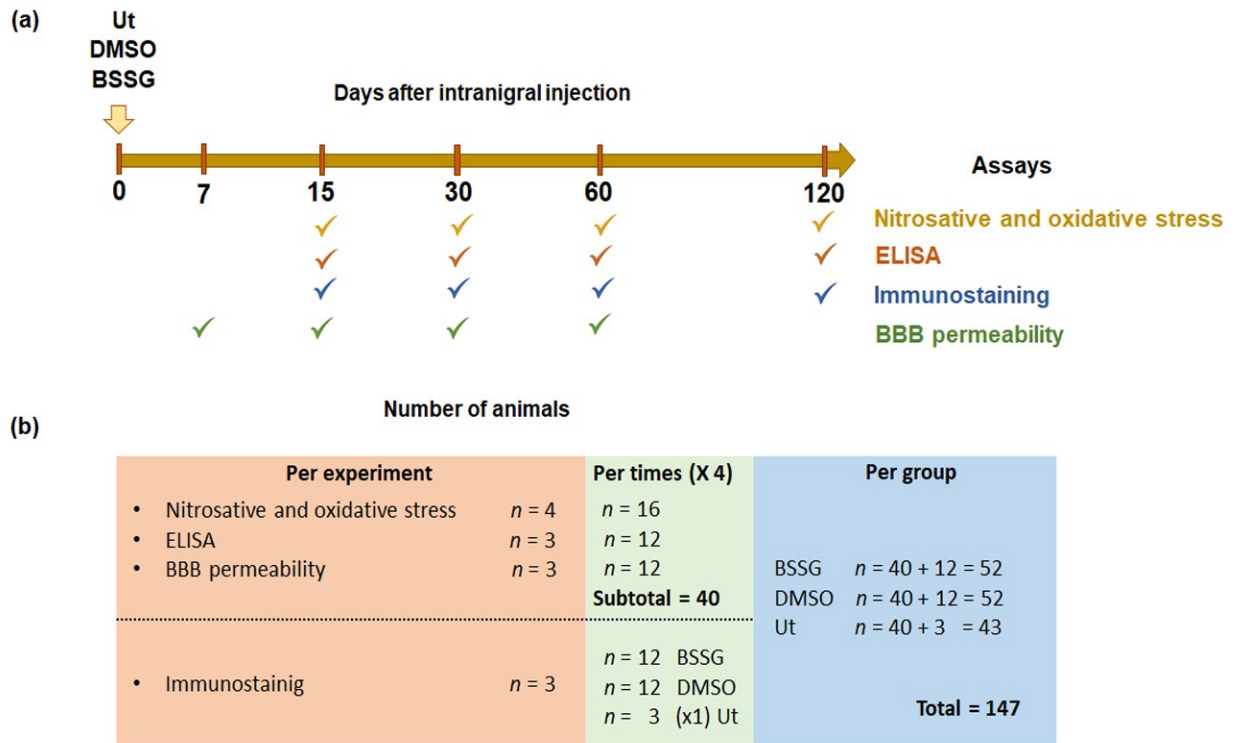 (a)
Ut
DMSO
BSSG
Days after intranigral injection
0 7 15 30 60 120
Assays
Nitrosative and oxidative stress
ELISA
Immunostaining
BBB permeability
Number of animals
(b)
Per experiment
• Nitrosative and oxidative stress n = 4
• ELISA n = 3
• BBB permeability n = 3
• Immunostainig n = 3
Per times (X 4)
n = 16
n = 12
n = 12
Subtotal = 40
n = 12 BSSG
n = 12 DMSO
n = 3 (x1) Ut
Per group
BSSG n = 40 + 12 = 52
DMSO n = 40 + 12 = 52
Ut n = 40 + 3 = 43
Total = 147